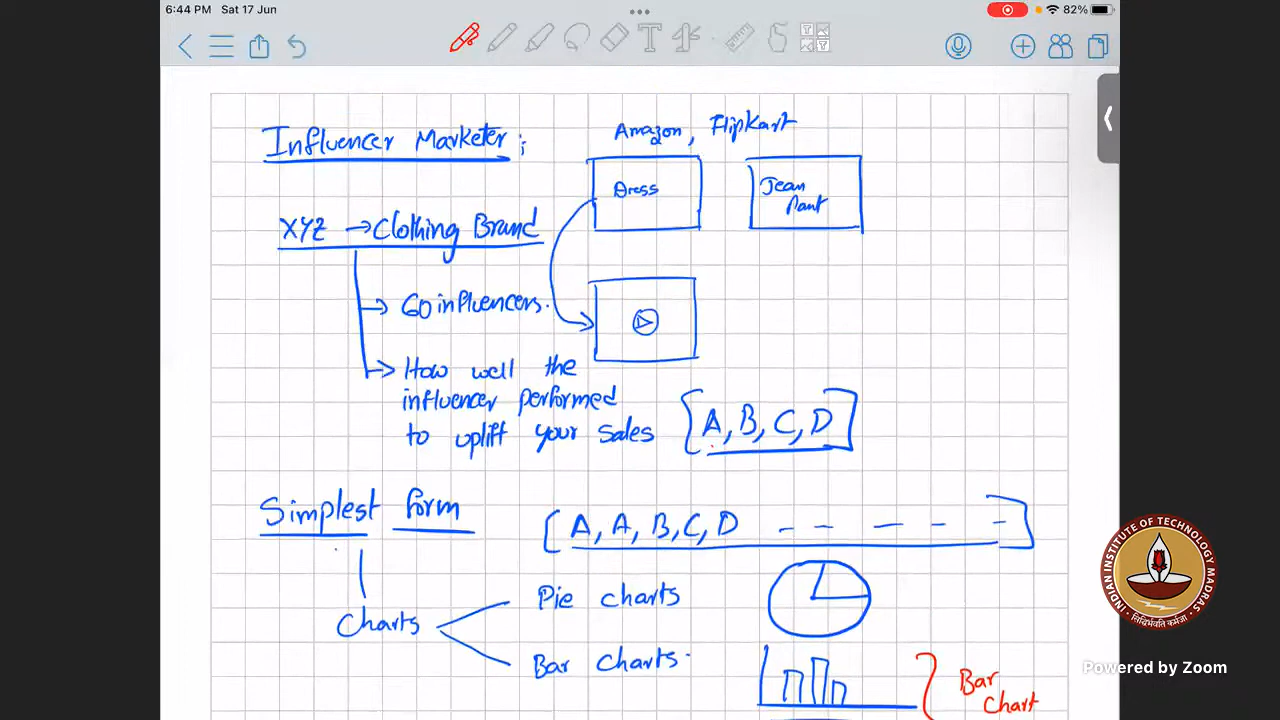 6:44 PM Sat 17 Jun
82%
Influencer Marketer:
Amazon, Flipkart
Dress
Jean Pant
XYZ → Clothing Brand
→ 60 influencers.
→ How well the
influencer performed
to uplift your sales [A, B, C, D]
Simplest form [A, A, B, C, D - - - - -]
Charts
Pie charts
Bar charts.
Bar
Chart
INDIAN INSTITUTE OF TECHNOLOGY MADRAS
सिद्धिर्भवति कर्मजा
Powered by Zoom